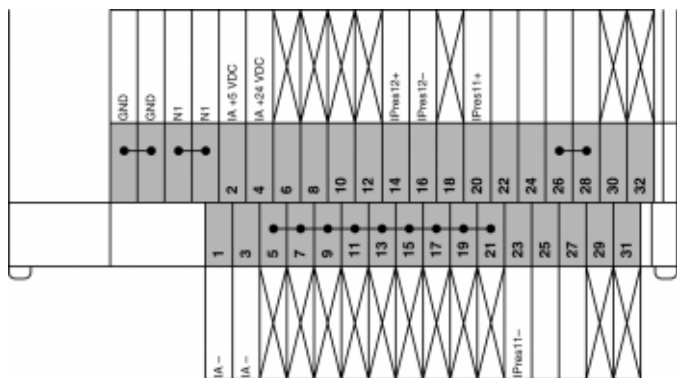 GND
GND
N1
N1
IA +5 VDC
IA +24 VDC
IPres12+
IPres12–
IPres11+
2
4
6
8
10
12
14
16
18
20
22
24
26
28
30
32
1
3
5
7
9
11
13
15
17
19
21
23
25
27
29
31
IA –
IA –
IPres11–